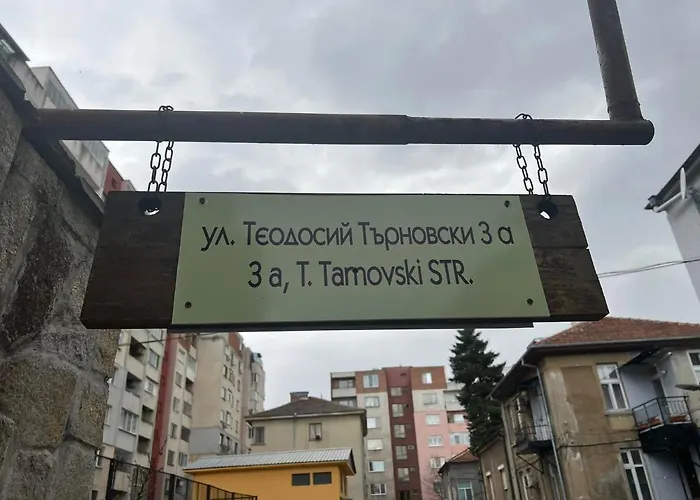 ул. Теодосий Търновски 3 а
3 а, T. Tarnovski STR.